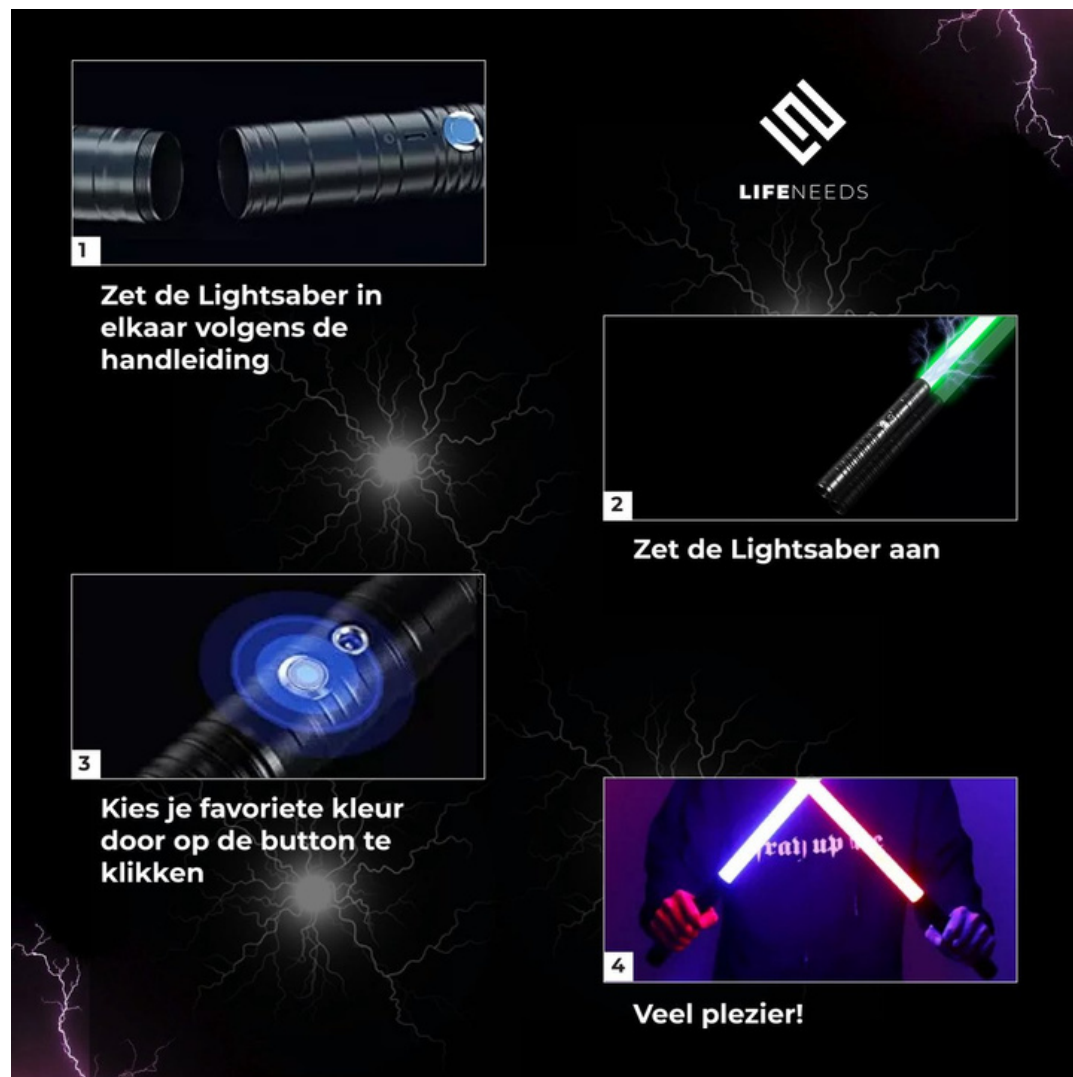 LIFENEEDS
1
Zet de Lightsaber in
elkaar volgens de
handleiding
2
Zet de Lightsaber aan
3
Kies je favoriete kleur
door op de button te
klikken
4
Veel plezier!